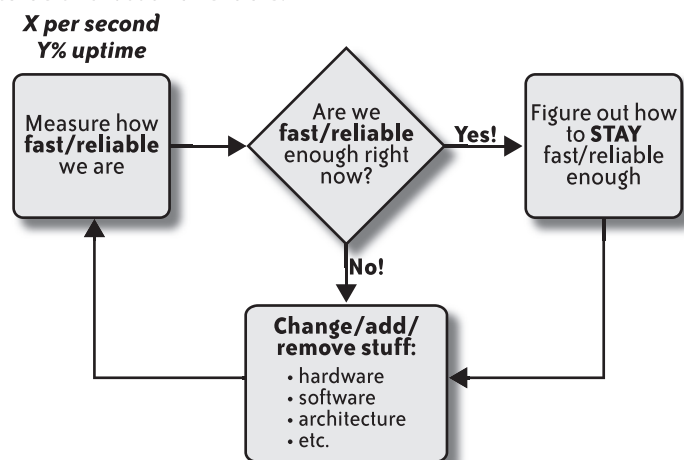 X per second
Y% uptime
Measure how
fast/reliable
we are
Are we
fast/reliable
enough right
now?
Yes!
Figure out how
to STAY
fast/reliable
enough
No!
Change/add/
remove stuff:
• hardware
• software
• architecture
• etc.